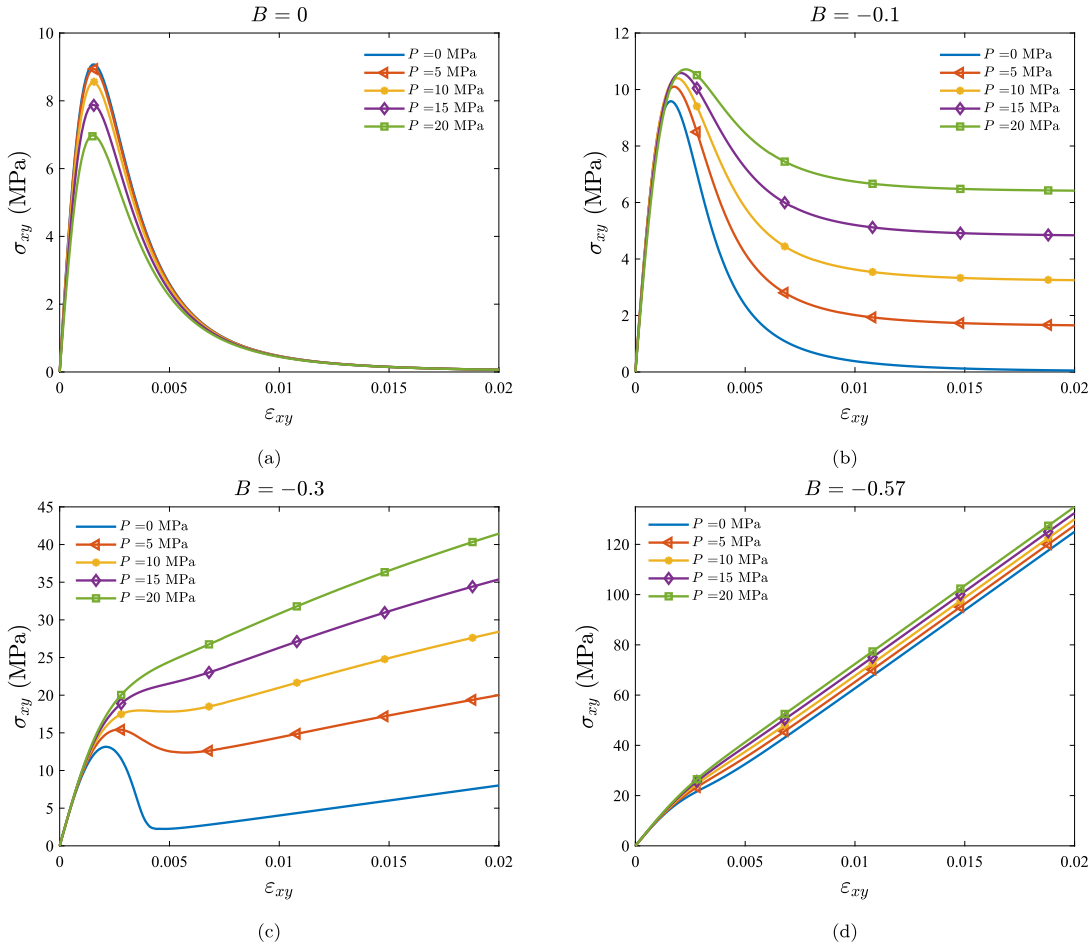 B = 0
10
8
6
4
2
0
σxy (MPa)
P =0 MPa
P =5 MPa
P =10 MPa
P =15 MPa
P =20 MPa
0 0.005 0.01 0.015 0.02
εxy
(a)
B = −0.1
12
10
8
6
4
2
0
σxy (MPa)
P =0 MPa
P =5 MPa
P =10 MPa
P =15 MPa
P =20 MPa
0 0.005 0.01 0.015 0.02
εxy
(b)
B = −0.3
45
40
35
30
25
20
15
10
5
0
σxy (MPa)
P =0 MPa
P =5 MPa
P =10 MPa
P =15 MPa
P =20 MPa
0 0.005 0.01 0.015 0.02
εxy
(c)
B = −0.57
120
100
80
60
40
20
0
σxy (MPa)
P =0 MPa
P =5 MPa
P =10 MPa
P =15 MPa
P =20 MPa
0 0.005 0.01 0.015 0.02
εxy
(d)